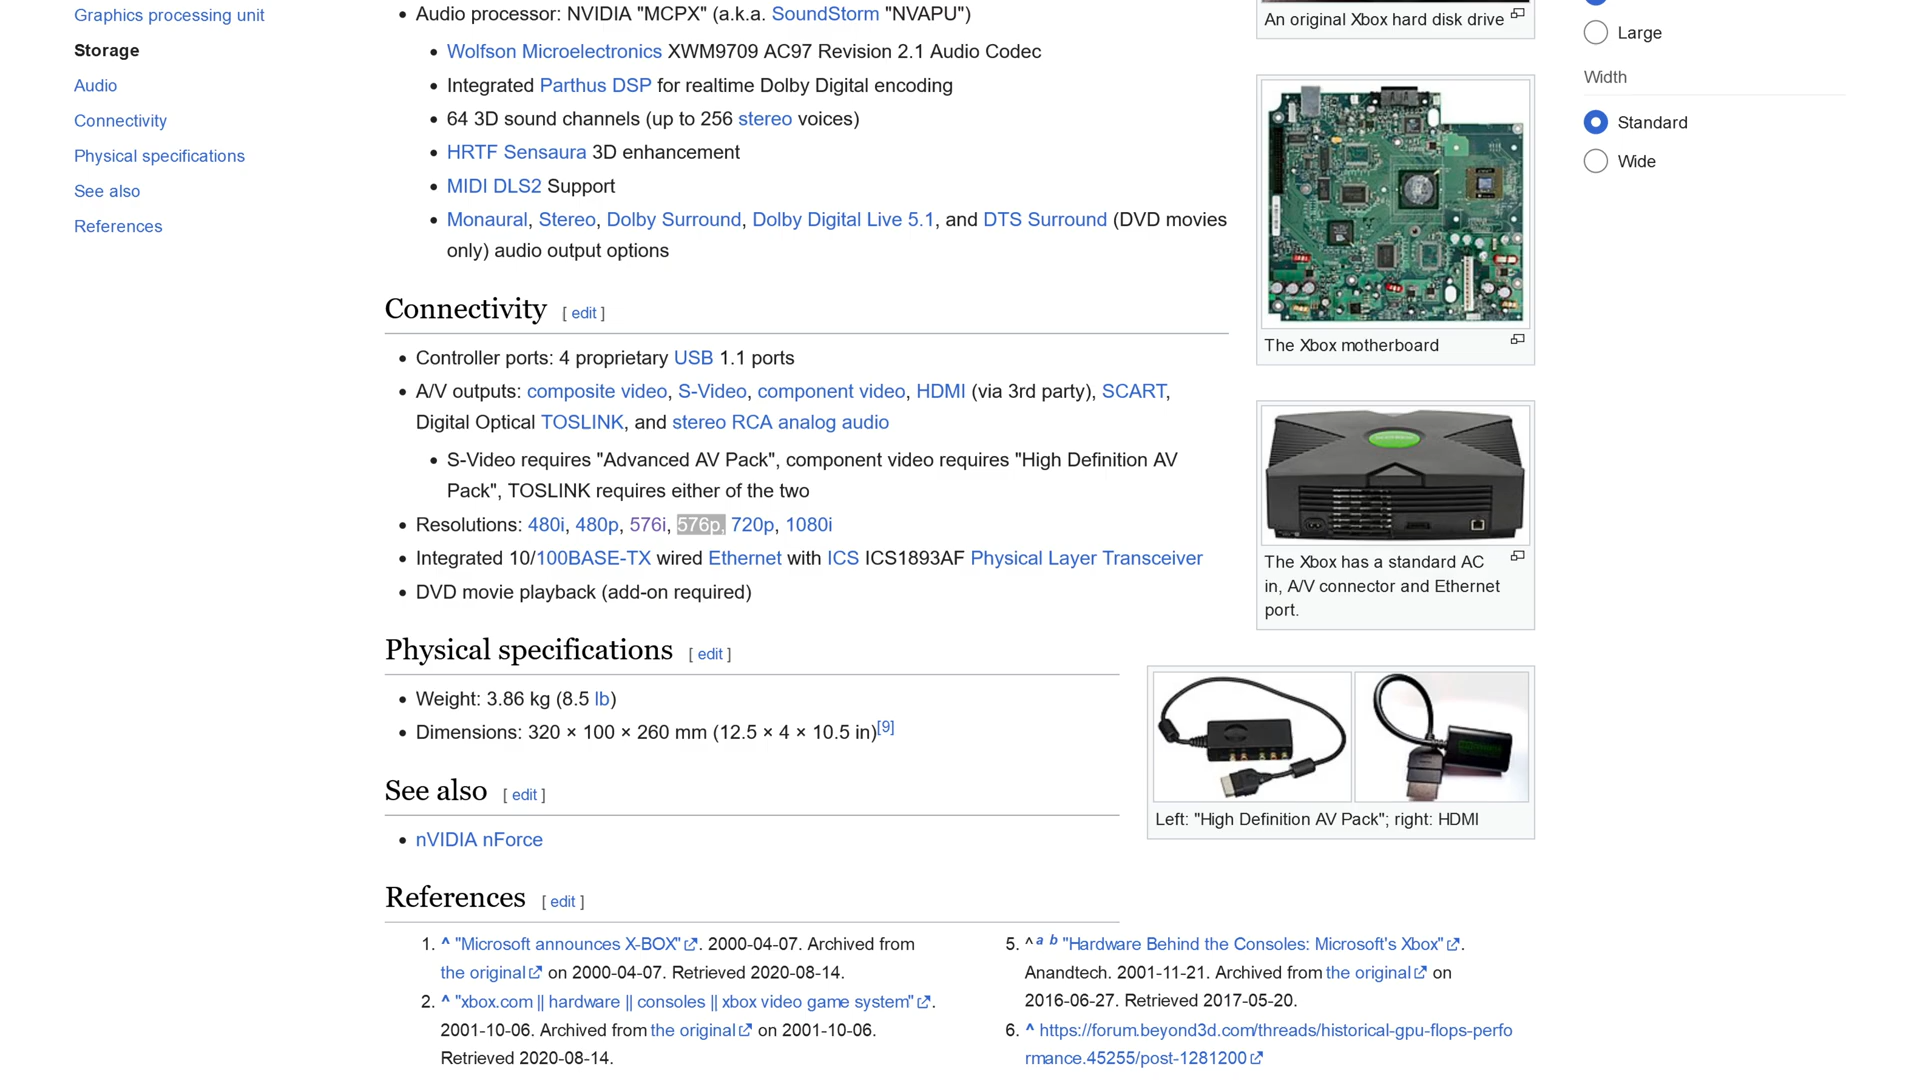 Graphics processing unit
Storage
Audio
Connectivity
Physical specifications
See also
References
• Audio processor: NVIDIA "MCPX" (a.k.a. SoundStorm "NVAPU")
• Wolfson Microelectronics XWM9709 AC97 Revision 2.1 Audio Codec
• Integrated Parthus DSP for realtime Dolby Digital encoding
• 64 3D sound channels (up to 256 stereo voices)
• HRTF Sensaura 3D enhancement
• MIDI DLS2 Support
• Monaural, Stereo, Dolby Surround, Dolby Digital Live 5.1, and DTS Surround (DVD movies
only) audio output options
Connectivity [ edit ]
• Controller ports: 4 proprietary USB 1.1 ports
• A/V outputs: composite video, S-Video, component video, HDMI (via 3rd party), SCART,
Digital Optical TOSLINK, and stereo RCA analog audio
• S-Video requires "Advanced AV Pack", component video requires "High Definition AV
Pack", TOSLINK requires either of the two
• Resolutions: 480i, 480p, 576i, 576p, 720p, 1080i
• Integrated 10/100BASE-TX wired Ethernet with ICS ICS1893AF Physical Layer Transceiver
• DVD movie playback (add-on required)
Physical specifications [ edit ]
• Weight: 3.86 kg (8.5 lb)
• Dimensions: 320 × 100 × 260 mm (12.5 × 4 × 10.5 in)[9]
See also [ edit ]
• nVIDIA nForce
References [ edit ]
1. ^ "Microsoft announces X-BOX". 2000-04-07. Archived from
the original on 2000-04-07. Retrieved 2020-08-14.
2. ^ "xbox.com || hardware || consoles || xbox video game system".
2001-10-06. Archived from the original on 2001-10-06.
Retrieved 2020-08-14.
5. ^ a b "Hardware Behind the Consoles: Microsoft's Xbox".
Anandtech. 2001-11-21. Archived from the original on
2016-06-27. Retrieved 2017-05-20.
6. ^ https://forum.beyond3d.com/threads/historical-gpu-flops-perfo
rmance.45255/post-1281200
An original Xbox hard disk drive
The Xbox motherboard
The Xbox has a standard AC
in, A/V connector and Ethernet
port.
Left: "High Definition AV Pack"; right: HDMI
Large
Width
Standard
Wide